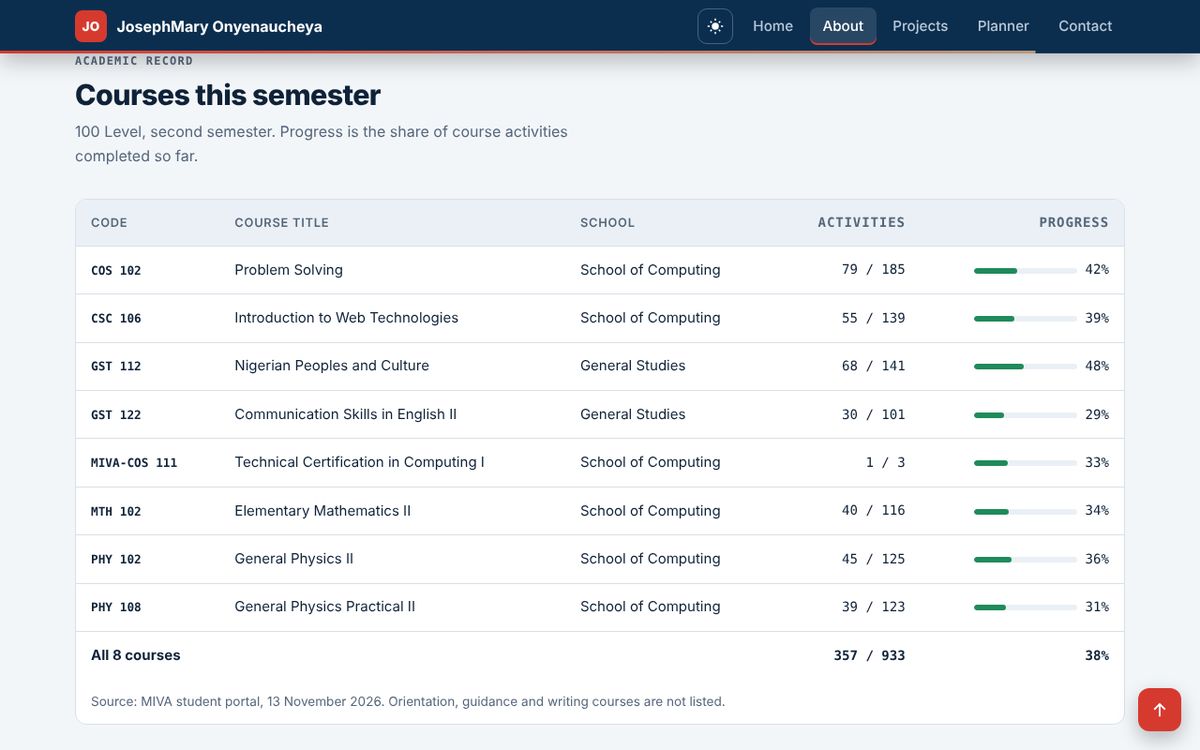 JO JosephMary Onyenaucheya Home About Projects Planner Contact
ACADEMIC RECORD
Courses this semester
100 Level, second semester. Progress is the share of course activities
completed so far.
CODE COURSE TITLE SCHOOL ACTIVITIES PROGRESS
COS 102 Problem Solving School of Computing 79 / 185 42%
CSC 106 Introduction to Web Technologies School of Computing 55 / 139 39%
GST 112 Nigerian Peoples and Culture General Studies 68 / 141 48%
GST 122 Communication Skills in English II General Studies 30 / 101 29%
MIVA-COS 111 Technical Certification in Computing I School of Computing 1 / 3 33%
MTH 102 Elementary Mathematics II School of Computing 40 / 116 34%
PHY 102 General Physics II School of Computing 45 / 125 36%
PHY 108 General Physics Practical II School of Computing 39 / 123 31%
All 8 courses 357 / 933 38%
Source: MIVA student portal, 13 November 2026. Orientation, guidance and writing courses are not listed.